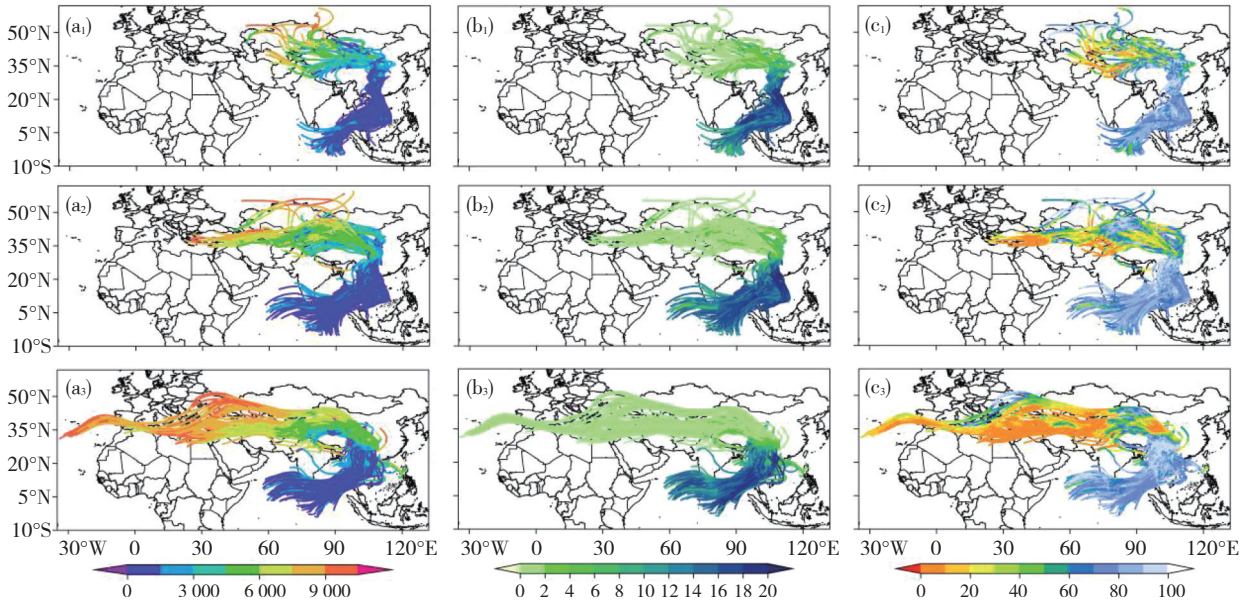 (a₁) (b₁) (c₁)
50°N
35°N
20°N
5°N
10°S
(a₂) (b₂) (c₂)
50°N
35°N
20°N
5°N
10°S
(a₃) (b₃) (c₃)
50°N
35°N
20°N
5°N
10°S
30°W 0 30 60 90 120°E 30°W 0 30 60 90 120°E 30°W 0 30 60 90 120°E
0 3 000 6 000 9 000 0 2 4 6 8 10 12 14 16 18 20 0 20 40 60 80 100